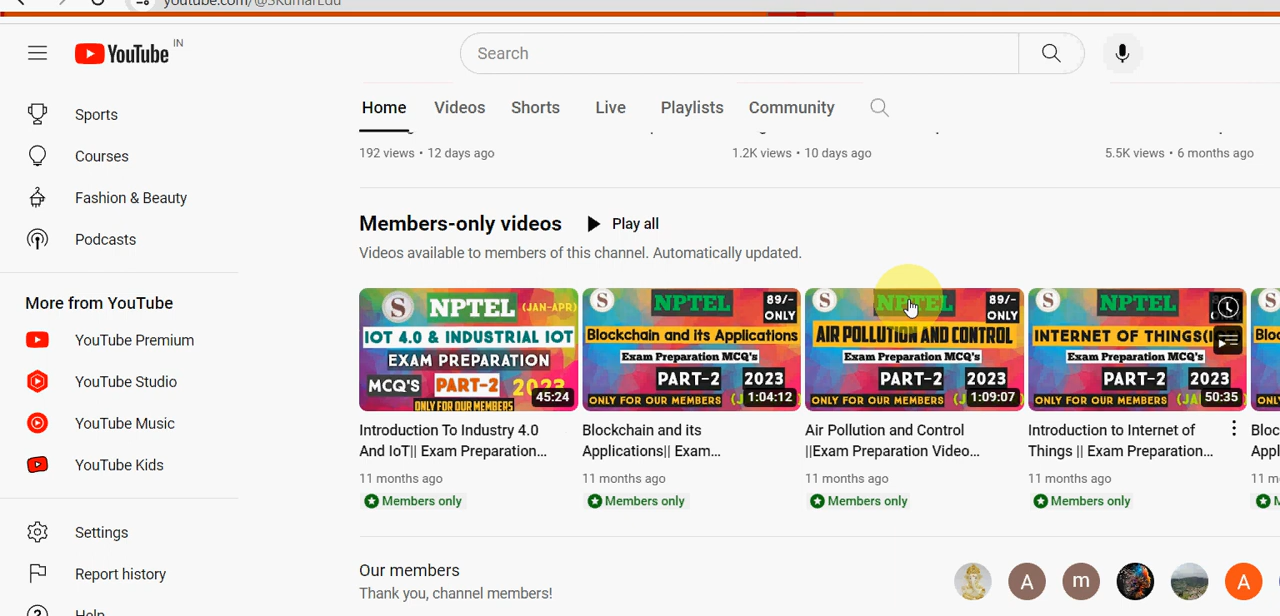 youtube.com/@SKumarEdu
YouTube IN
Search
Sports
Courses
Fashion & Beauty
Podcasts
More from YouTube
YouTube Premium
YouTube Studio
YouTube Music
YouTube Kids
Settings
Report history
Help
Home Videos Shorts Live Playlists Community
192 views • 12 days ago
1.2K views • 10 days ago
5.5K views • 6 months ago
Members-only videos Play all
Videos available to members of this channel. Automatically updated.
S NPTEL (JAN-APR)
IOT 4.0 & INDUSTRIAL IOT
EXAM PREPARATION
MCQ'S PART-2 2023
ONLY FOR OUR MEMBERS
45:24
Introduction To Industry 4.0
And IoT|| Exam Preparation...
11 months ago
Members only
S NPTEL 89/-
ONLY
Blockchain and its Applications
Exam Preparation MCQ's
PART-2 2023
ONLY FOR OUR MEMBERS
1:04:12
Blockchain and its
Applications|| Exam...
11 months ago
Members only
S NPTEL 89/-
ONLY
AIR POLLUTION AND CONTROL
Exam Preparation MCQ's
PART-2 2023
ONLY FOR OUR MEMBERS
1:09:07
Air Pollution and Control
||Exam Preparation Video...
11 months ago
Members only
S NPTEL
INTERNET OF THINGS
Exam Preparation MCQ's
PART-2 2023
ONLY FOR OUR MEMBERS
50:35
Introduction to Internet of
Things || Exam Preparation...
11 months ago
Members only
Our members
Thank you, channel members!
A m A